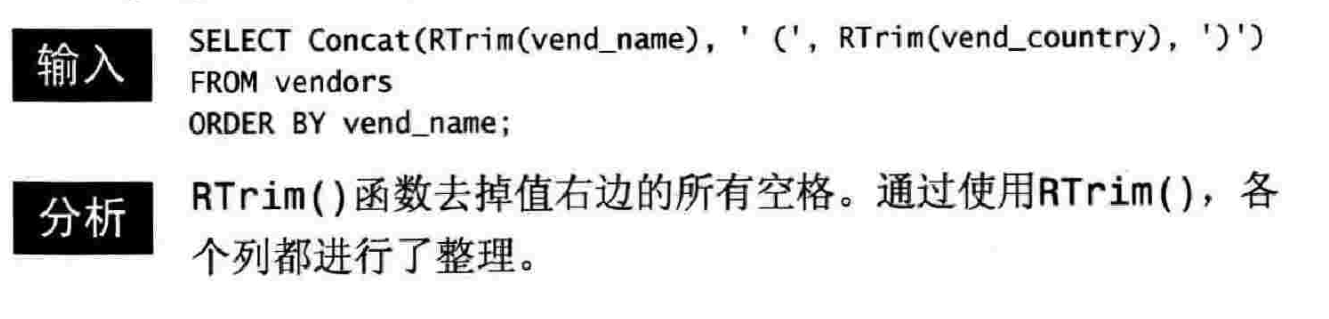 输入
SELECT Concat(RTrim(vend_name), ' (', RTrim(vend_country), ')')
FROM vendors
ORDER BY vend_name;
分析
RTrim()函数去掉值右边的所有空格。通过使用RTrim()，各
个列都进行了整理。